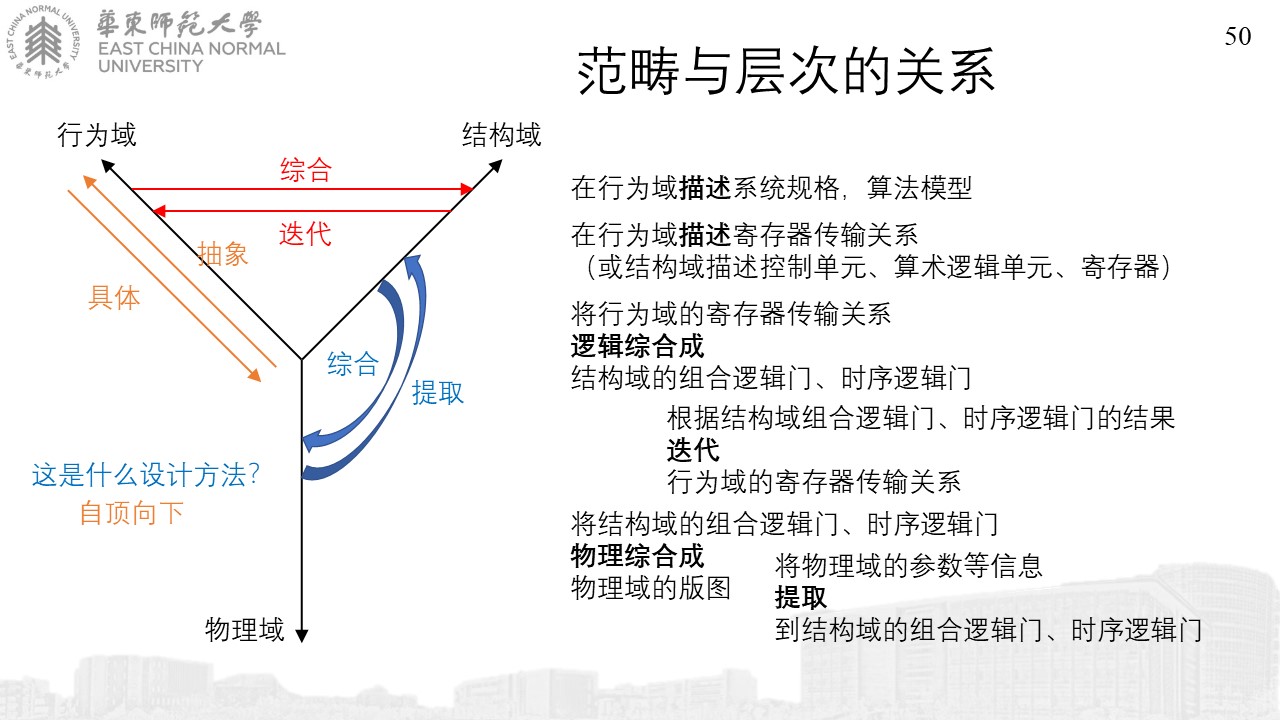 EAST CHINA NORMAL UNIVERSITY
華東師範大學
華東師範大學
EAST CHINA NORMAL
UNIVERSITY
50
范畴与层次的关系
行为域
结构域
综合
迭代
抽象
具体
综合
提取
这是什么设计方法？
自顶向下
物理域
在行为域描述系统规格，算法模型
在行为域描述寄存器传输关系
（或结构域描述控制单元、算术逻辑单元、寄存器）
将行为域的寄存器传输关系
逻辑综合成
结构域的组合逻辑门、时序逻辑门
根据结构域组合逻辑门、时序逻辑门的结果
迭代
行为域的寄存器传输关系
将结构域的组合逻辑门、时序逻辑门
物理综合成
物理域的版图
将物理域的参数等信息
提取
到结构域的组合逻辑门、时序逻辑门